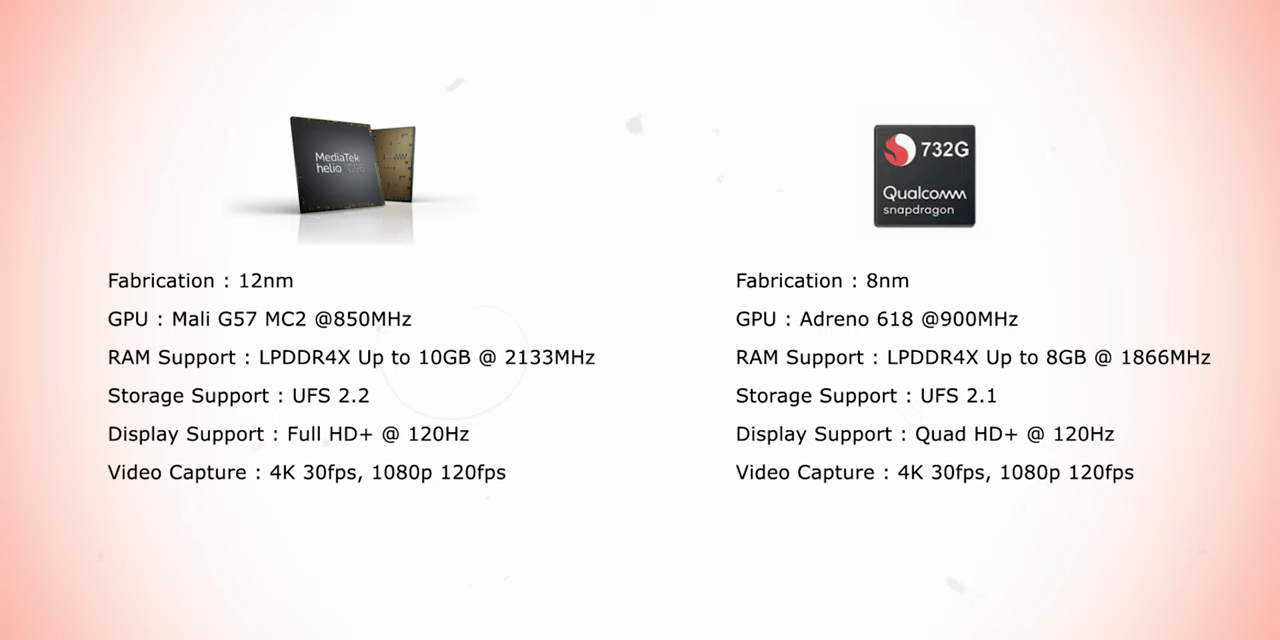 MediaTek
helio G96
732G
Qualcomm
snapdragon
Fabrication : 12nm
GPU : Mali G57 MC2 @850MHz
RAM Support : LPDDR4X Up to 10GB @ 2133MHz
Storage Support : UFS 2.2
Display Support : Full HD+ @ 120Hz
Video Capture : 4K 30fps, 1080p 120fps
Fabrication : 8nm
GPU : Adreno 618 @900MHz
RAM Support : LPDDR4X Up to 8GB @ 1866MHz
Storage Support : UFS 2.1
Display Support : Quad HD+ @ 120Hz
Video Capture : 4K 30fps, 1080p 120fps